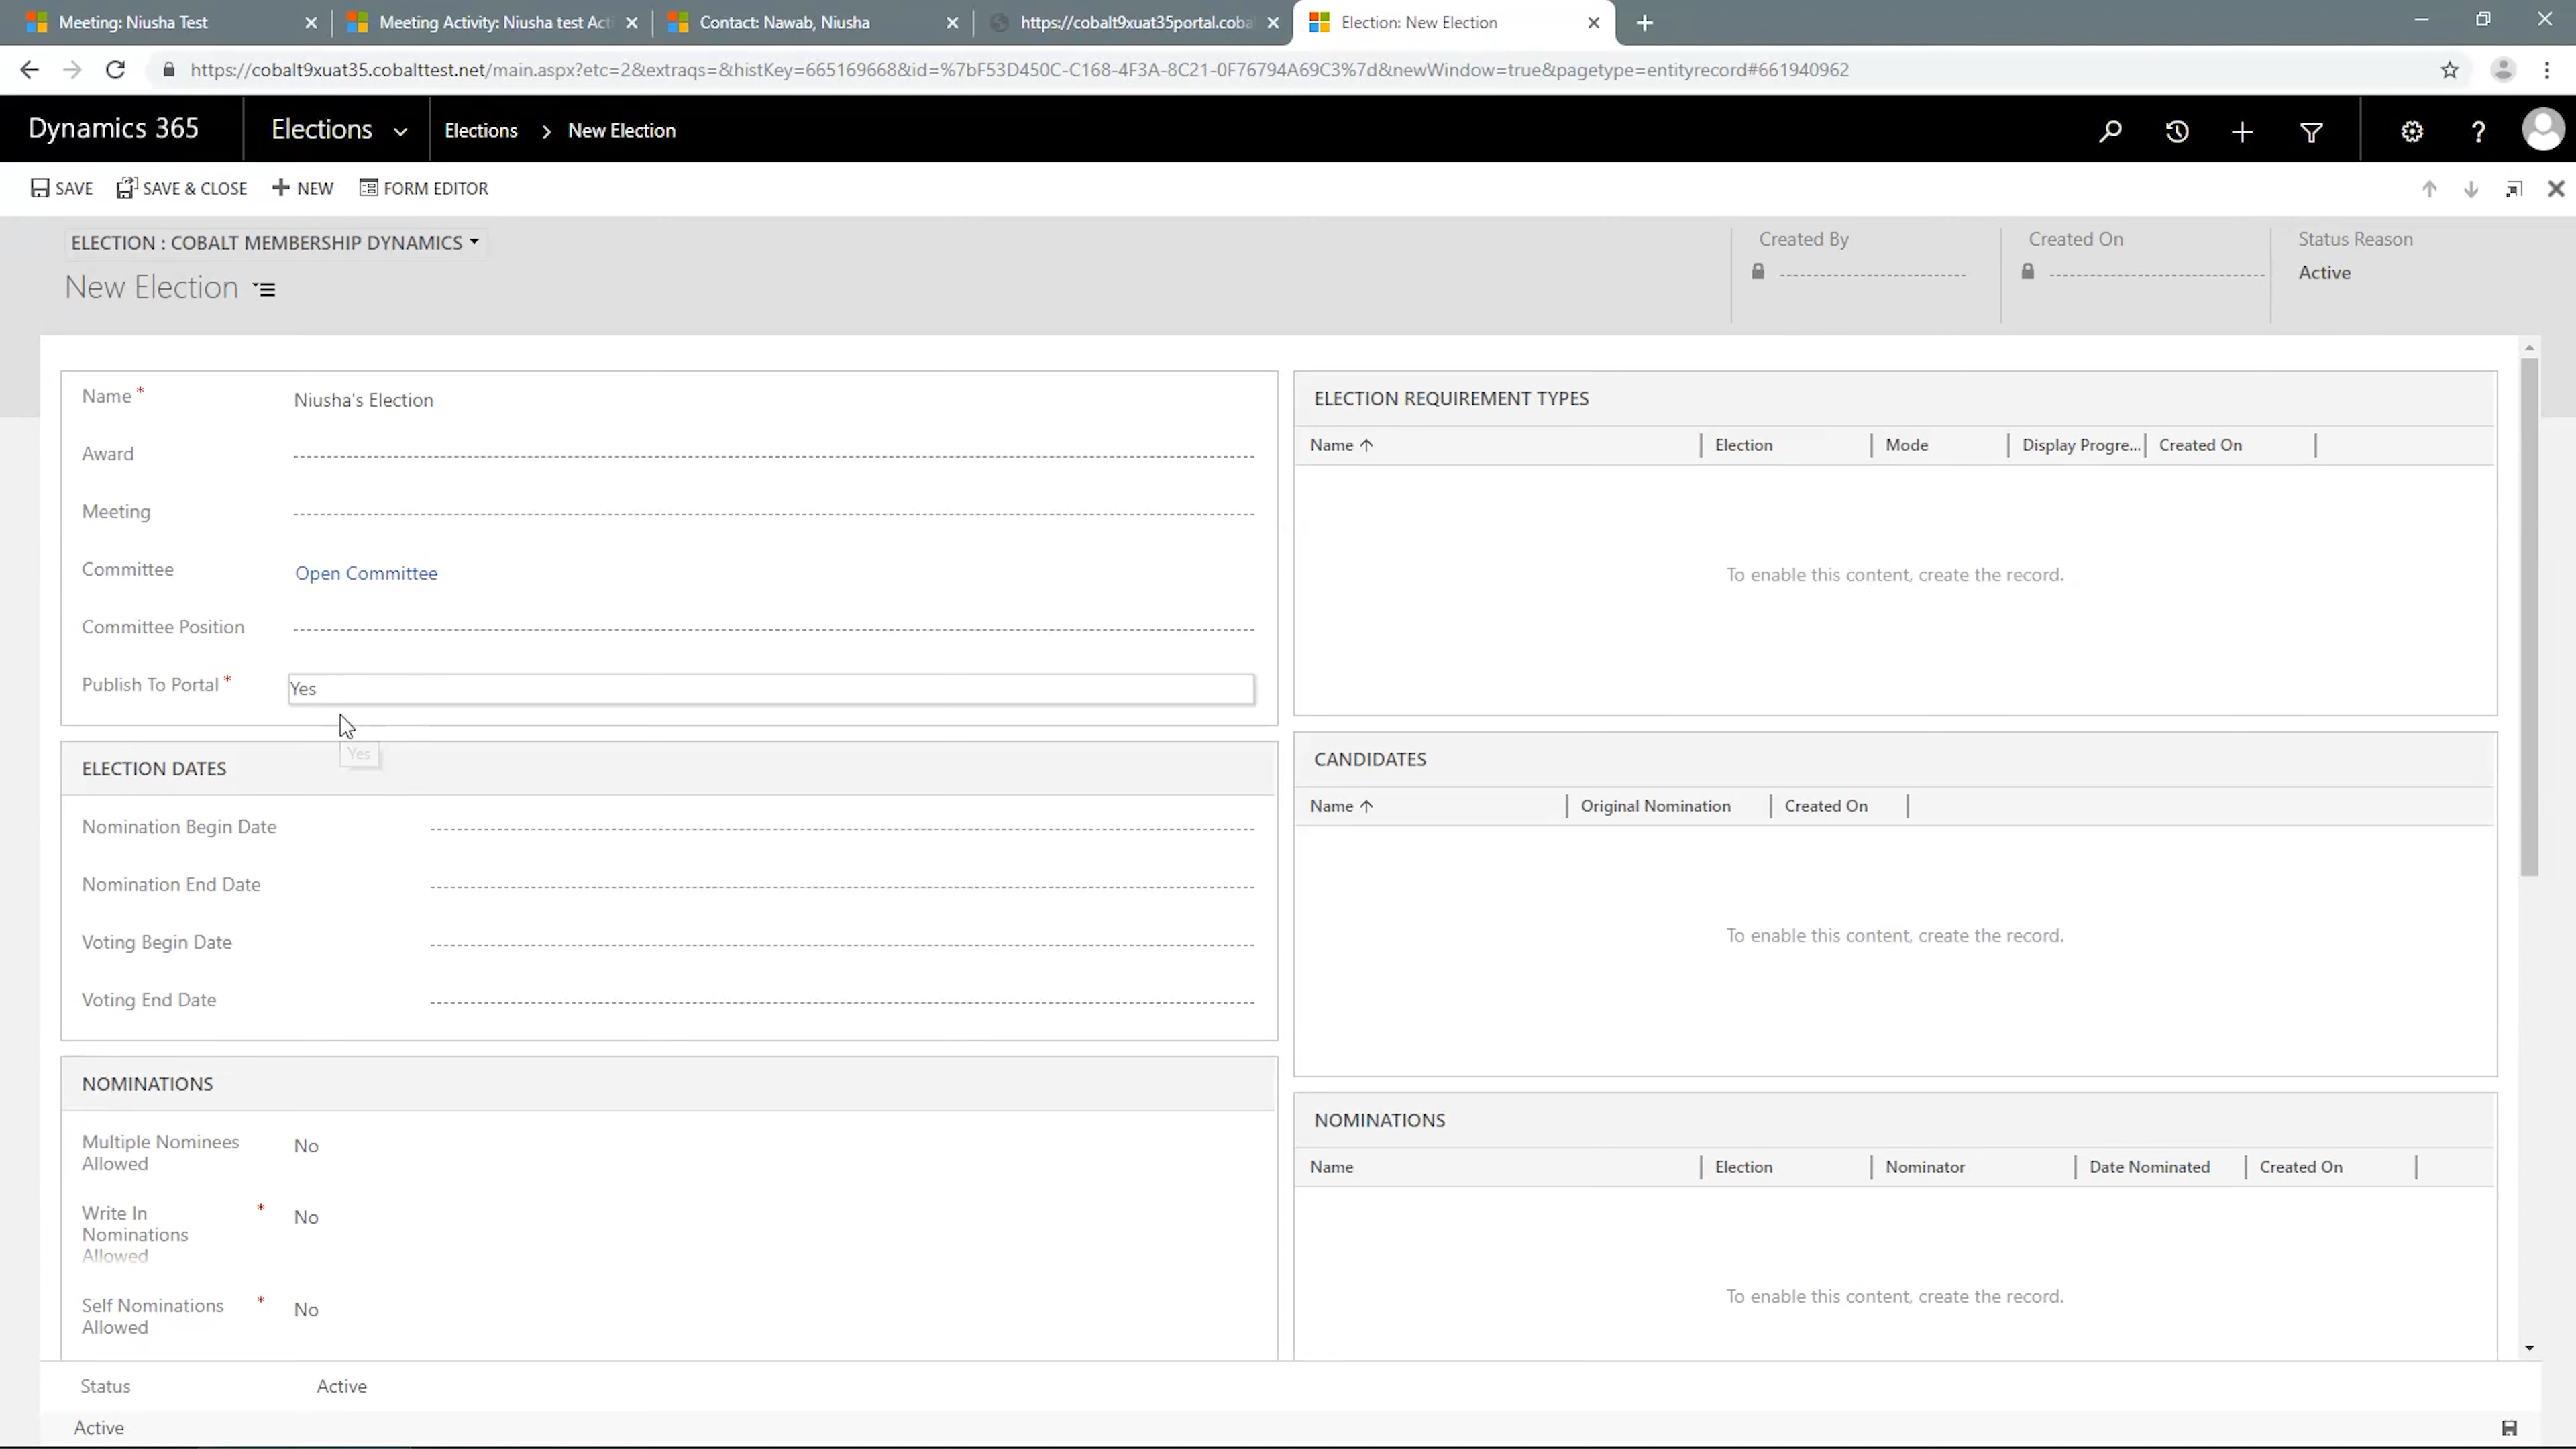 Meeting: Niusha Test
Meeting Activity: Niusha test Acti
Contact: Nawab, Niusha
https://cobalt9xuat35portal.coba
Election: New Election
https://cobalt9xuat35.cobalttest.net/main.aspx?etc=2&extraqs=&histKey=665169668&id=%7bF53D450C-C168-4F3A-8C21-0F76794A69C3%7d&newWindow=true&pagetype=entityrecord#661940962
Dynamics 365
Elections
Elections > New Election
SAVE
SAVE & CLOSE
NEW
FORM EDITOR
ELECTION : COBALT MEMBERSHIP DYNAMICS
New Election
Created By
Created On
Status Reason
Active
Name *
Niusha's Election
Award
Meeting
Committee
Open Committee
Committee Position
Publish To Portal *
Yes
Yes
ELECTION DATES
Nomination Begin Date
Nomination End Date
Voting Begin Date
Voting End Date
NOMINATIONS
Multiple Nominees
Allowed
No
Write In
Nominations
Allowed
*
No
Self Nominations
Allowed
*
No
ELECTION REQUIREMENT TYPES
Name ↑
Election
Mode
Display Progre...
Created On
To enable this content, create the record.
CANDIDATES
Name ↑
Original Nomination
Created On
To enable this content, create the record.
NOMINATIONS
Name
Election
Nominator
Date Nominated
Created On
To enable this content, create the record.
Status
Active
Active